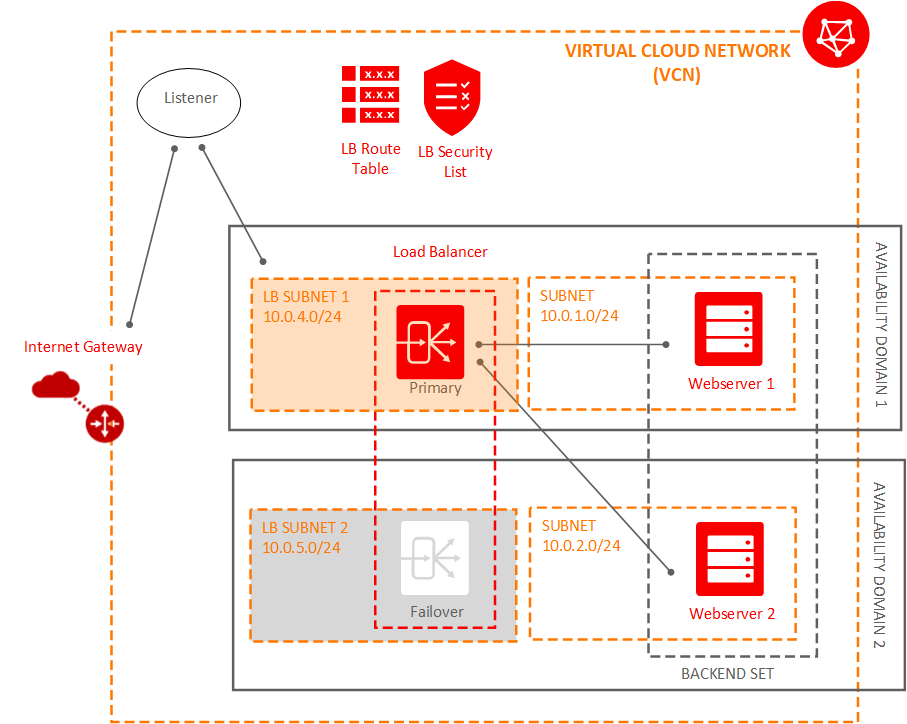 VIRTUAL CLOUD NETWORK
(VCN)
Listener
x.x.x
x.x.x
x.x.x
LB Route
Table
LB Security
List
Load Balancer
LB SUBNET 1
10.0.4.0/24
Primary
SUBNET
10.0.1.0/24
Webserver 1
AVAILABILITY DOMAIN 1
Internet Gateway
LB SUBNET 2
10.0.5.0/24
Failover
SUBNET
10.0.2.0/24
Webserver 2
AVAILABILITY DOMAIN 2
BACKEND SET